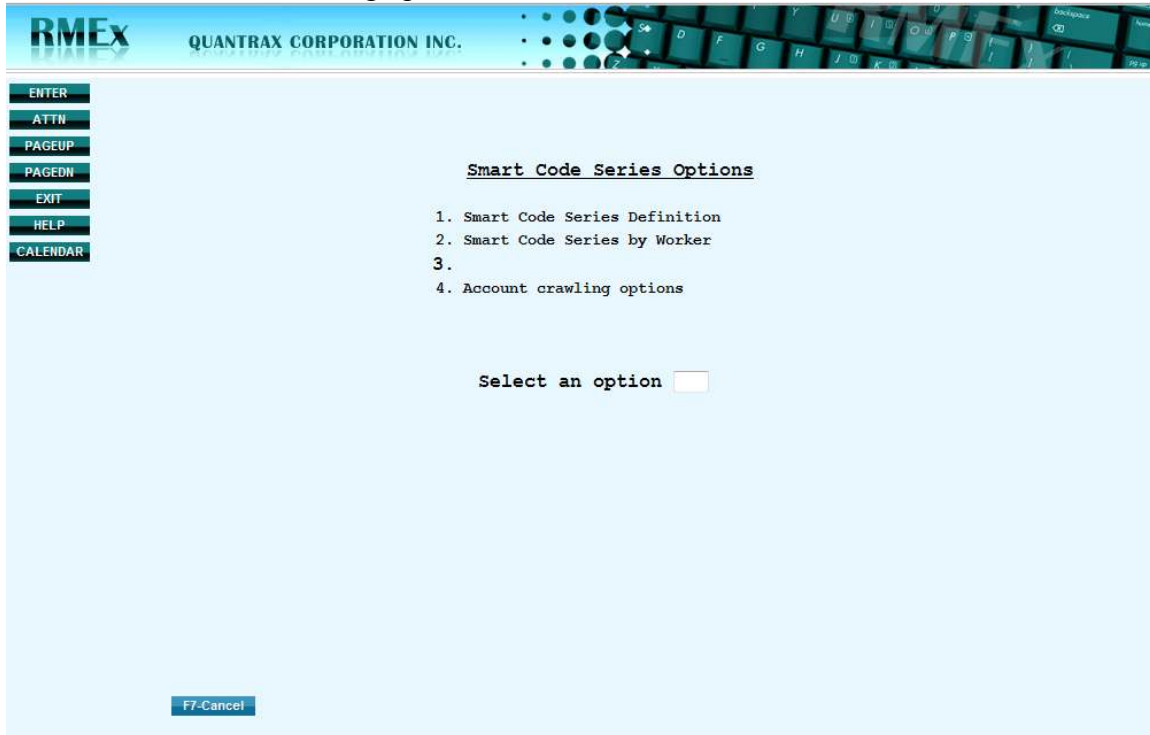 RMEx
QUANTRAX CORPORATION INC.
ENTER
ATTN
PAGEUP
PAGEDN
EXIT
HELP
CALENDAR
Smart Code Series Options
1. Smart Code Series Definition
2. Smart Code Series by Worker
3.
4. Account crawling options
Select an option
F7-Cancel